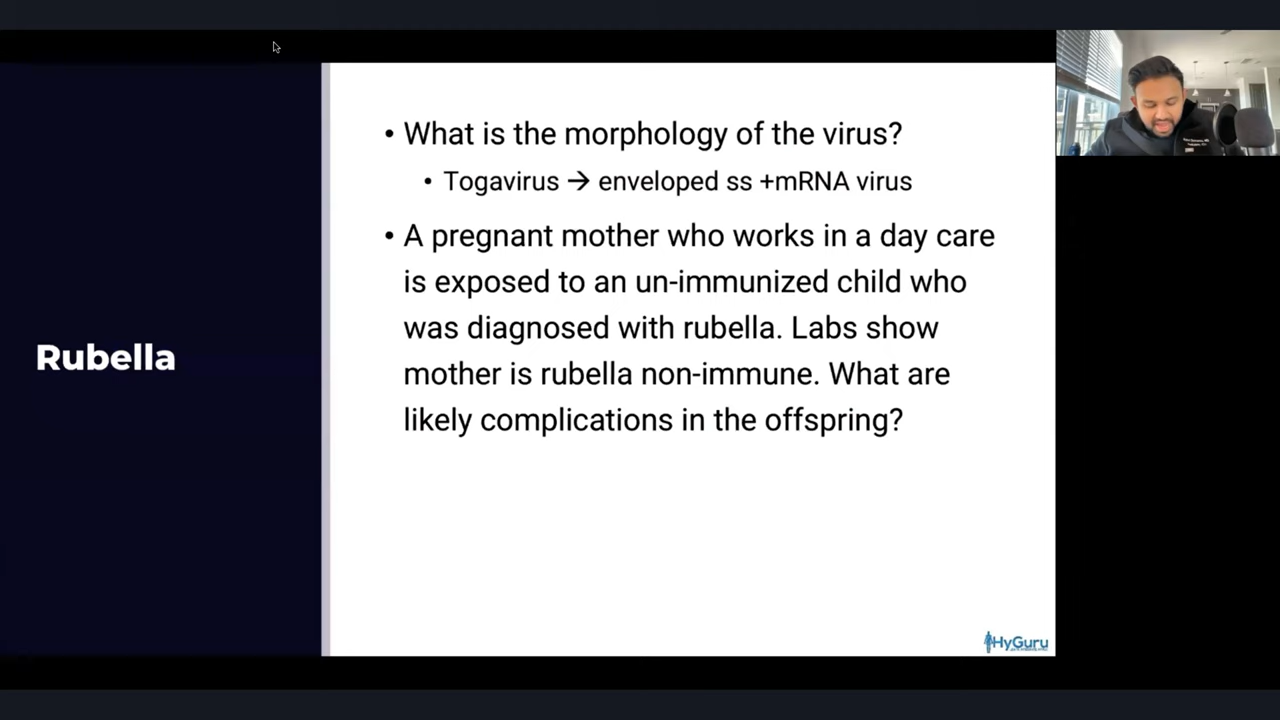 Rubella
• What is the morphology of the virus?
• Togavirus → enveloped ss +mRNA virus
• A pregnant mother who works in a day care
is exposed to an un-immunized child who
was diagnosed with rubella. Labs show
mother is rubella non-immune. What are
likely complications in the offspring?
HyGuru